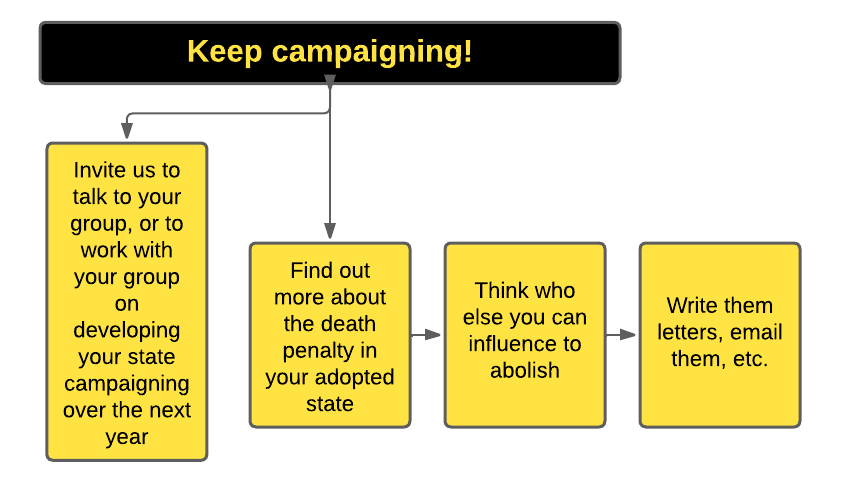 Keep campaigning!
Invite us to
talk to your
group, or to
work with
your group
on
developing
your state
campaigning
over the next
year
Find out
more about
the death
penalty in
your adopted
state
Think who
else you can
influence to
abolish
Write them
letters, email
them, etc.